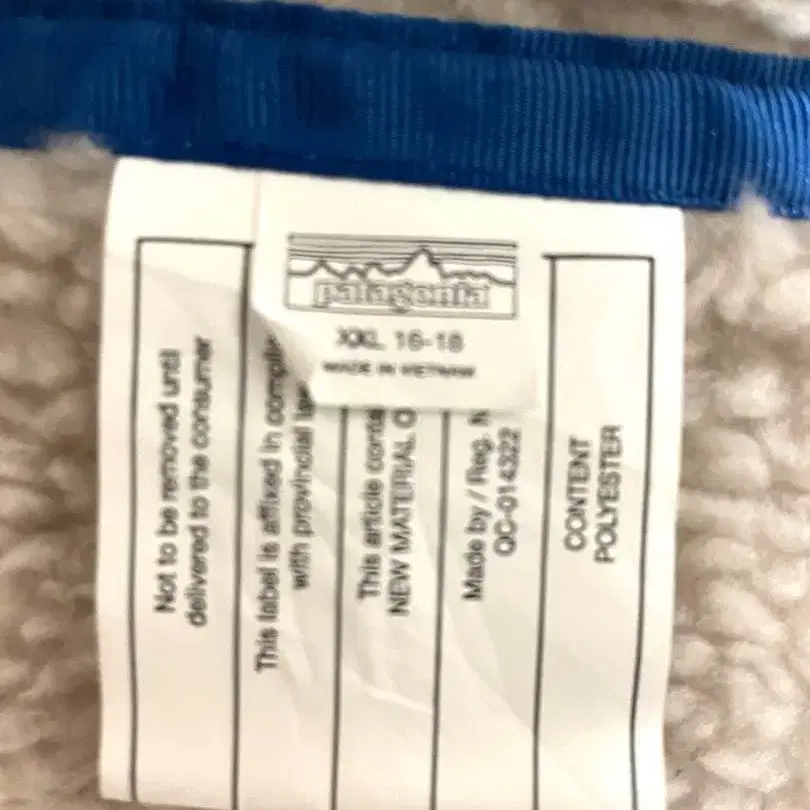 patagonia
XXL 16-18
MADE IN VIETNAM
Not to be removed until
delivered to the consumer
This label is affixed in compli
with provincial la
This article conta
NEW MATERIAL O
Made by / Reg. N
QC-014322
CONTENT
POLYESTER